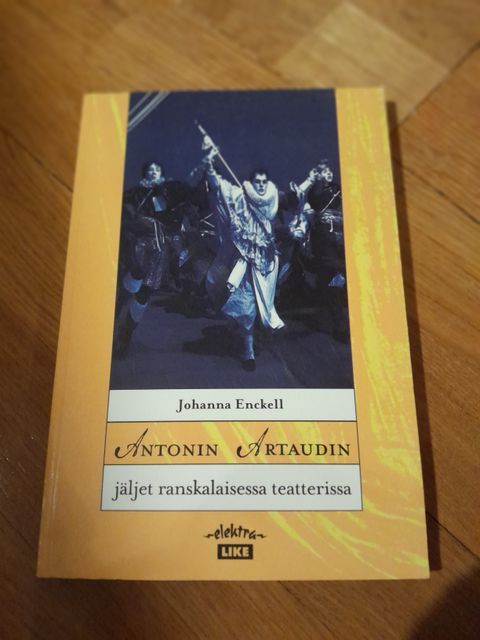 Johanna Enckell
ANTONIN ARTAUDIN
jäljet ranskalaisessa teatterissa
elektra
LIKE